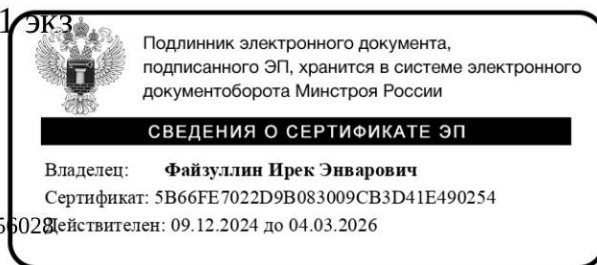 1 экз
Подлинник электронного документа,
подписанного ЭП, хранится в системе электронного
документооборота Минстроя России
СВЕДЕНИЯ О СЕРТИФИКАТЕ ЭП
Владелец: Файзуллин Ирек Энварович
Сертификат: 5B66FE7022D9B083009CB3D41E490254
56028 Действителен: 09.12.2024 до 04.03.2026